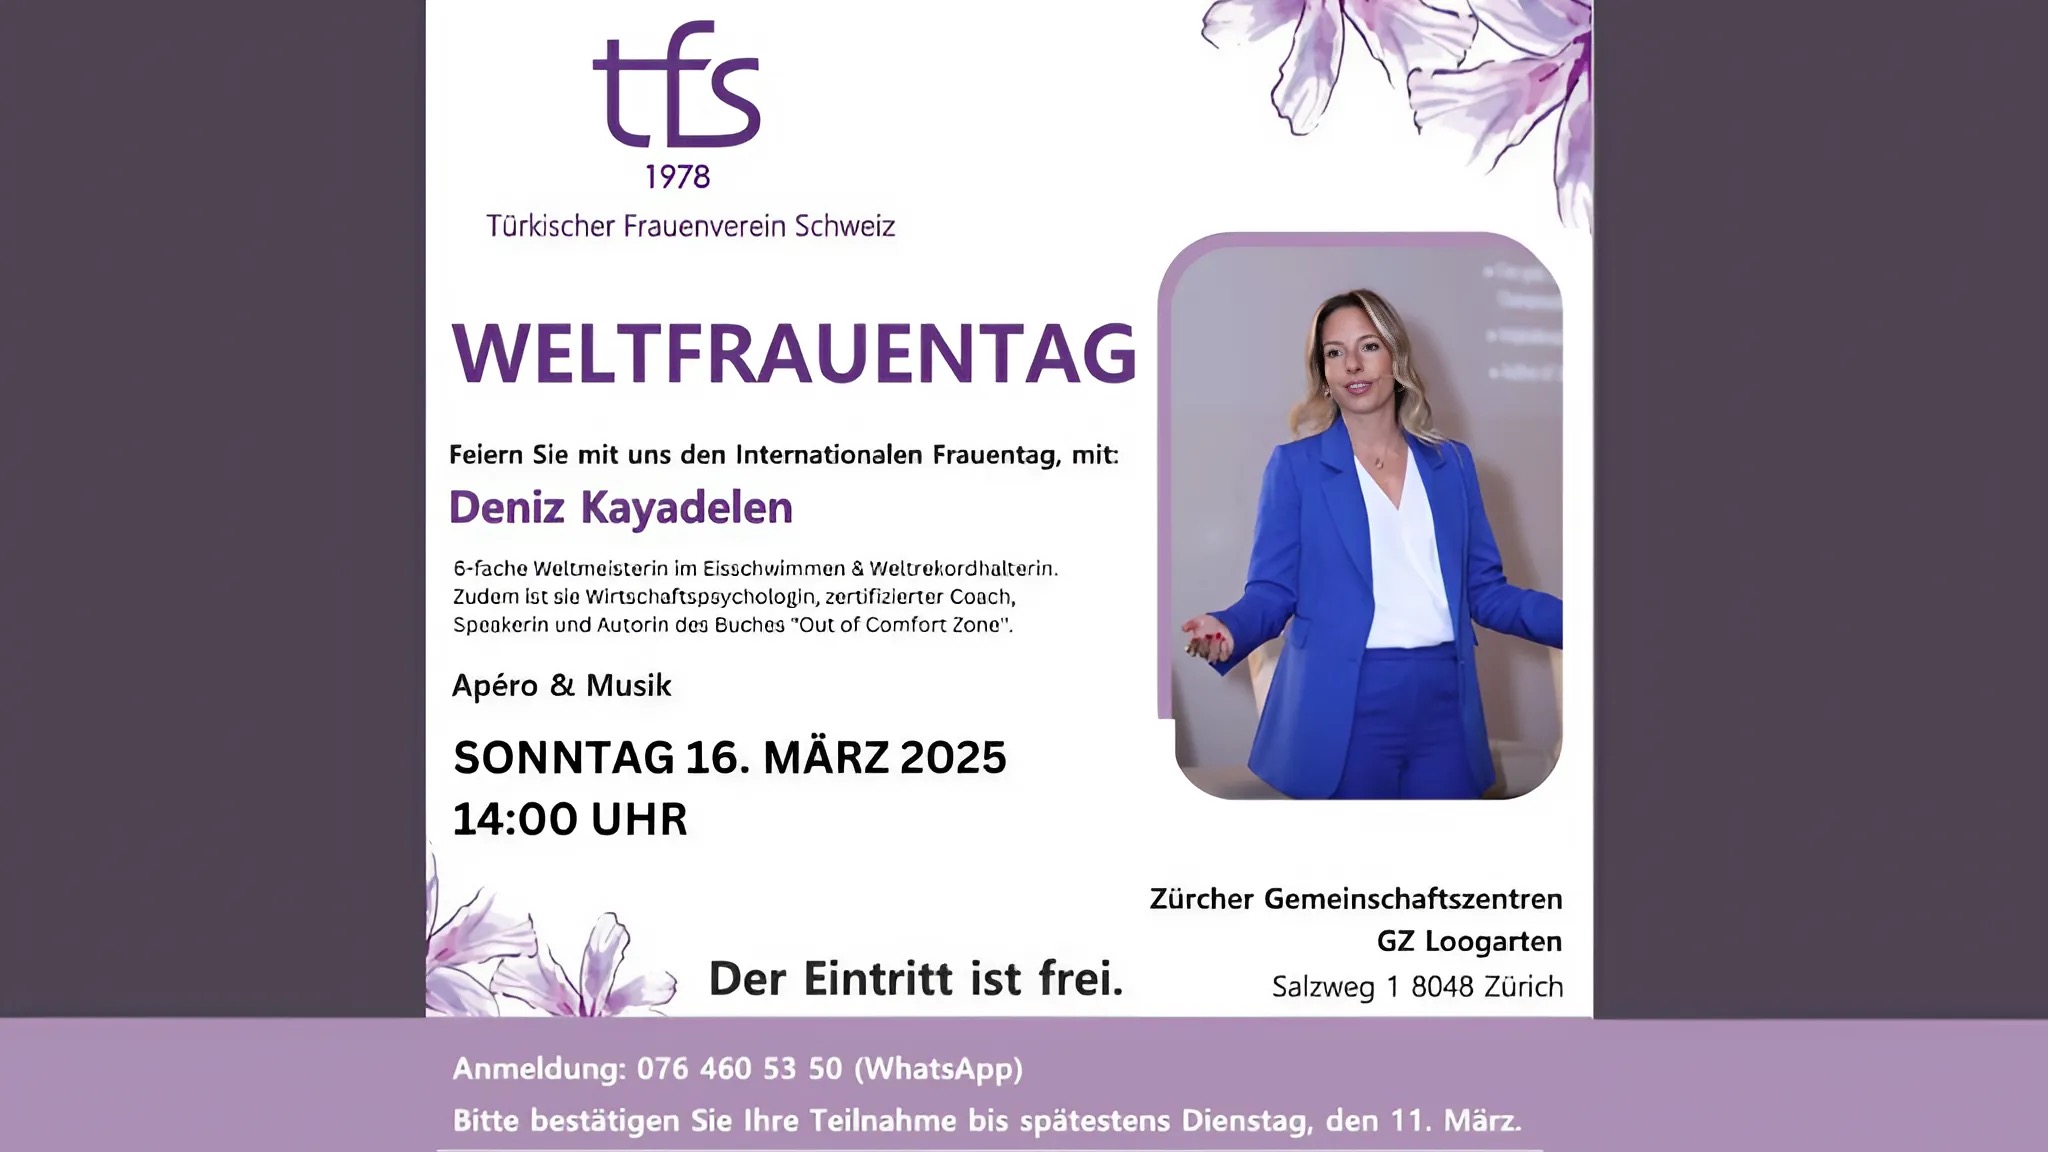 tfs
1978
Türkischer Frauenverein Schweiz
WELTFRAUENTAG
Feiern Sie mit uns den Internationalen Frauentag, mit:
Deniz Kayadelen
6-fache Weltmeisterin im Eisschwimmen & Weltrekordhalterin.
Zudem ist sie Wirtschaftspsychologin, zertifizierter Coach,
Speakerin und Autorin des Buches "Out of Comfort Zone".
Apéro & Musik
SONNTAG 16. MÄRZ 2025
14:00 UHR
Zürcher Gemeinschaftszentren
GZ Loogarten
Salzweg 1 8048 Zürich
Der Eintritt ist frei.
Anmeldung: 076 460 53 50 (WhatsApp)
Bitte bestätigen Sie Ihre Teilnahme bis spätestens Dienstag, den 11. März.